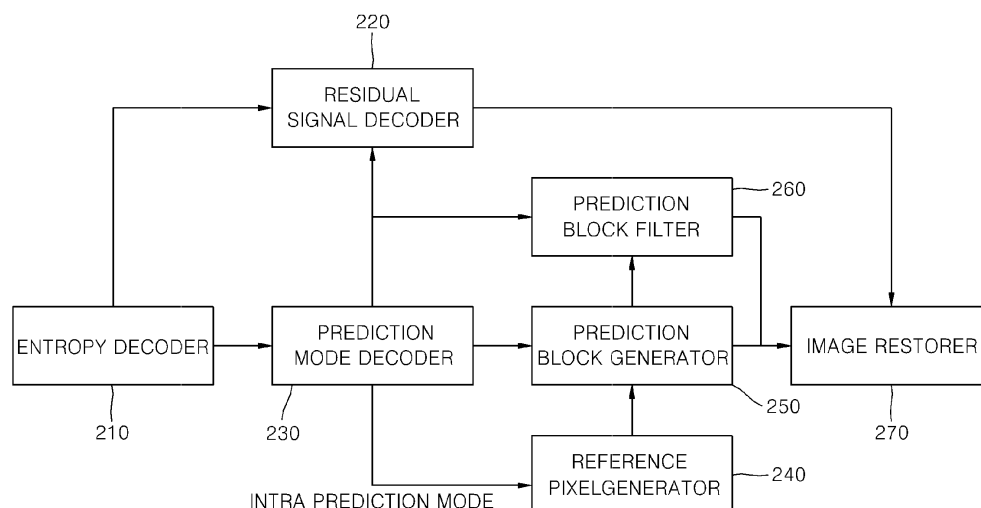 220
RESIDUAL
SIGNAL DECODER
260
PREDICTION
BLOCK FILTER
ENTROPY DECODER
PREDICTION
MODE DECODER
PREDICTION
BLOCK GENERATOR
IMAGE RESTORER
210
230
250
270
REFERENCE
PIXELGENERATOR
240
INTRA PREDICTION MODE